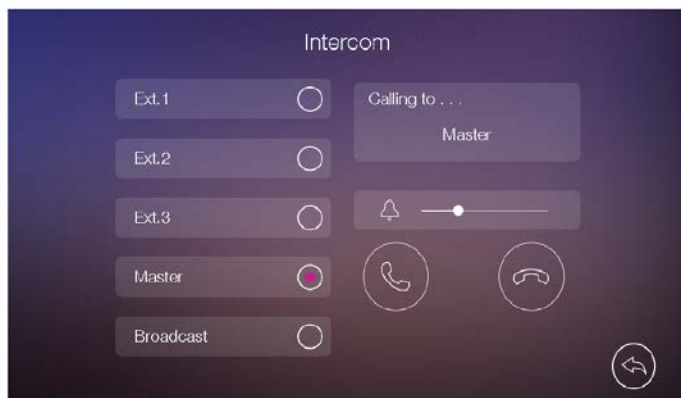 Intercom
Ext.1
Ext.2
Ext.3
Master
Broadcast
Calling to . . .
Master